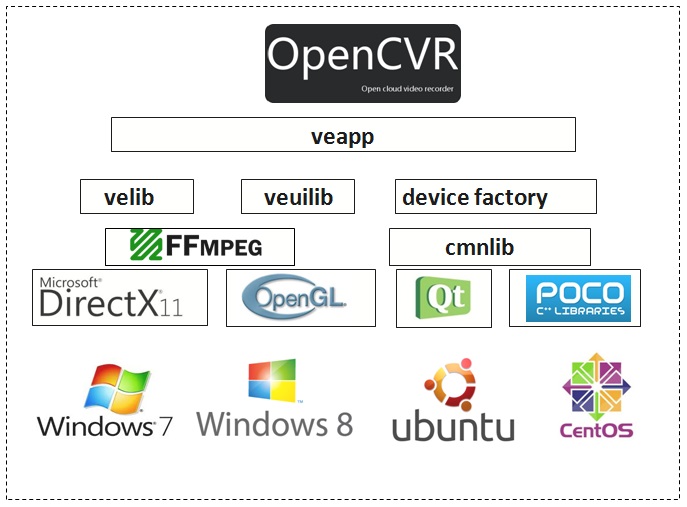 OpenCVR
Open cloud video recorder
veapp
velib veuilib device factory
FFMPEG cmnlib
Microsoft®
DirectX 11 OpenGL® Qt POCO
C++ LIBRARIES
Windows 7 Windows 8™ ubuntu CentOS